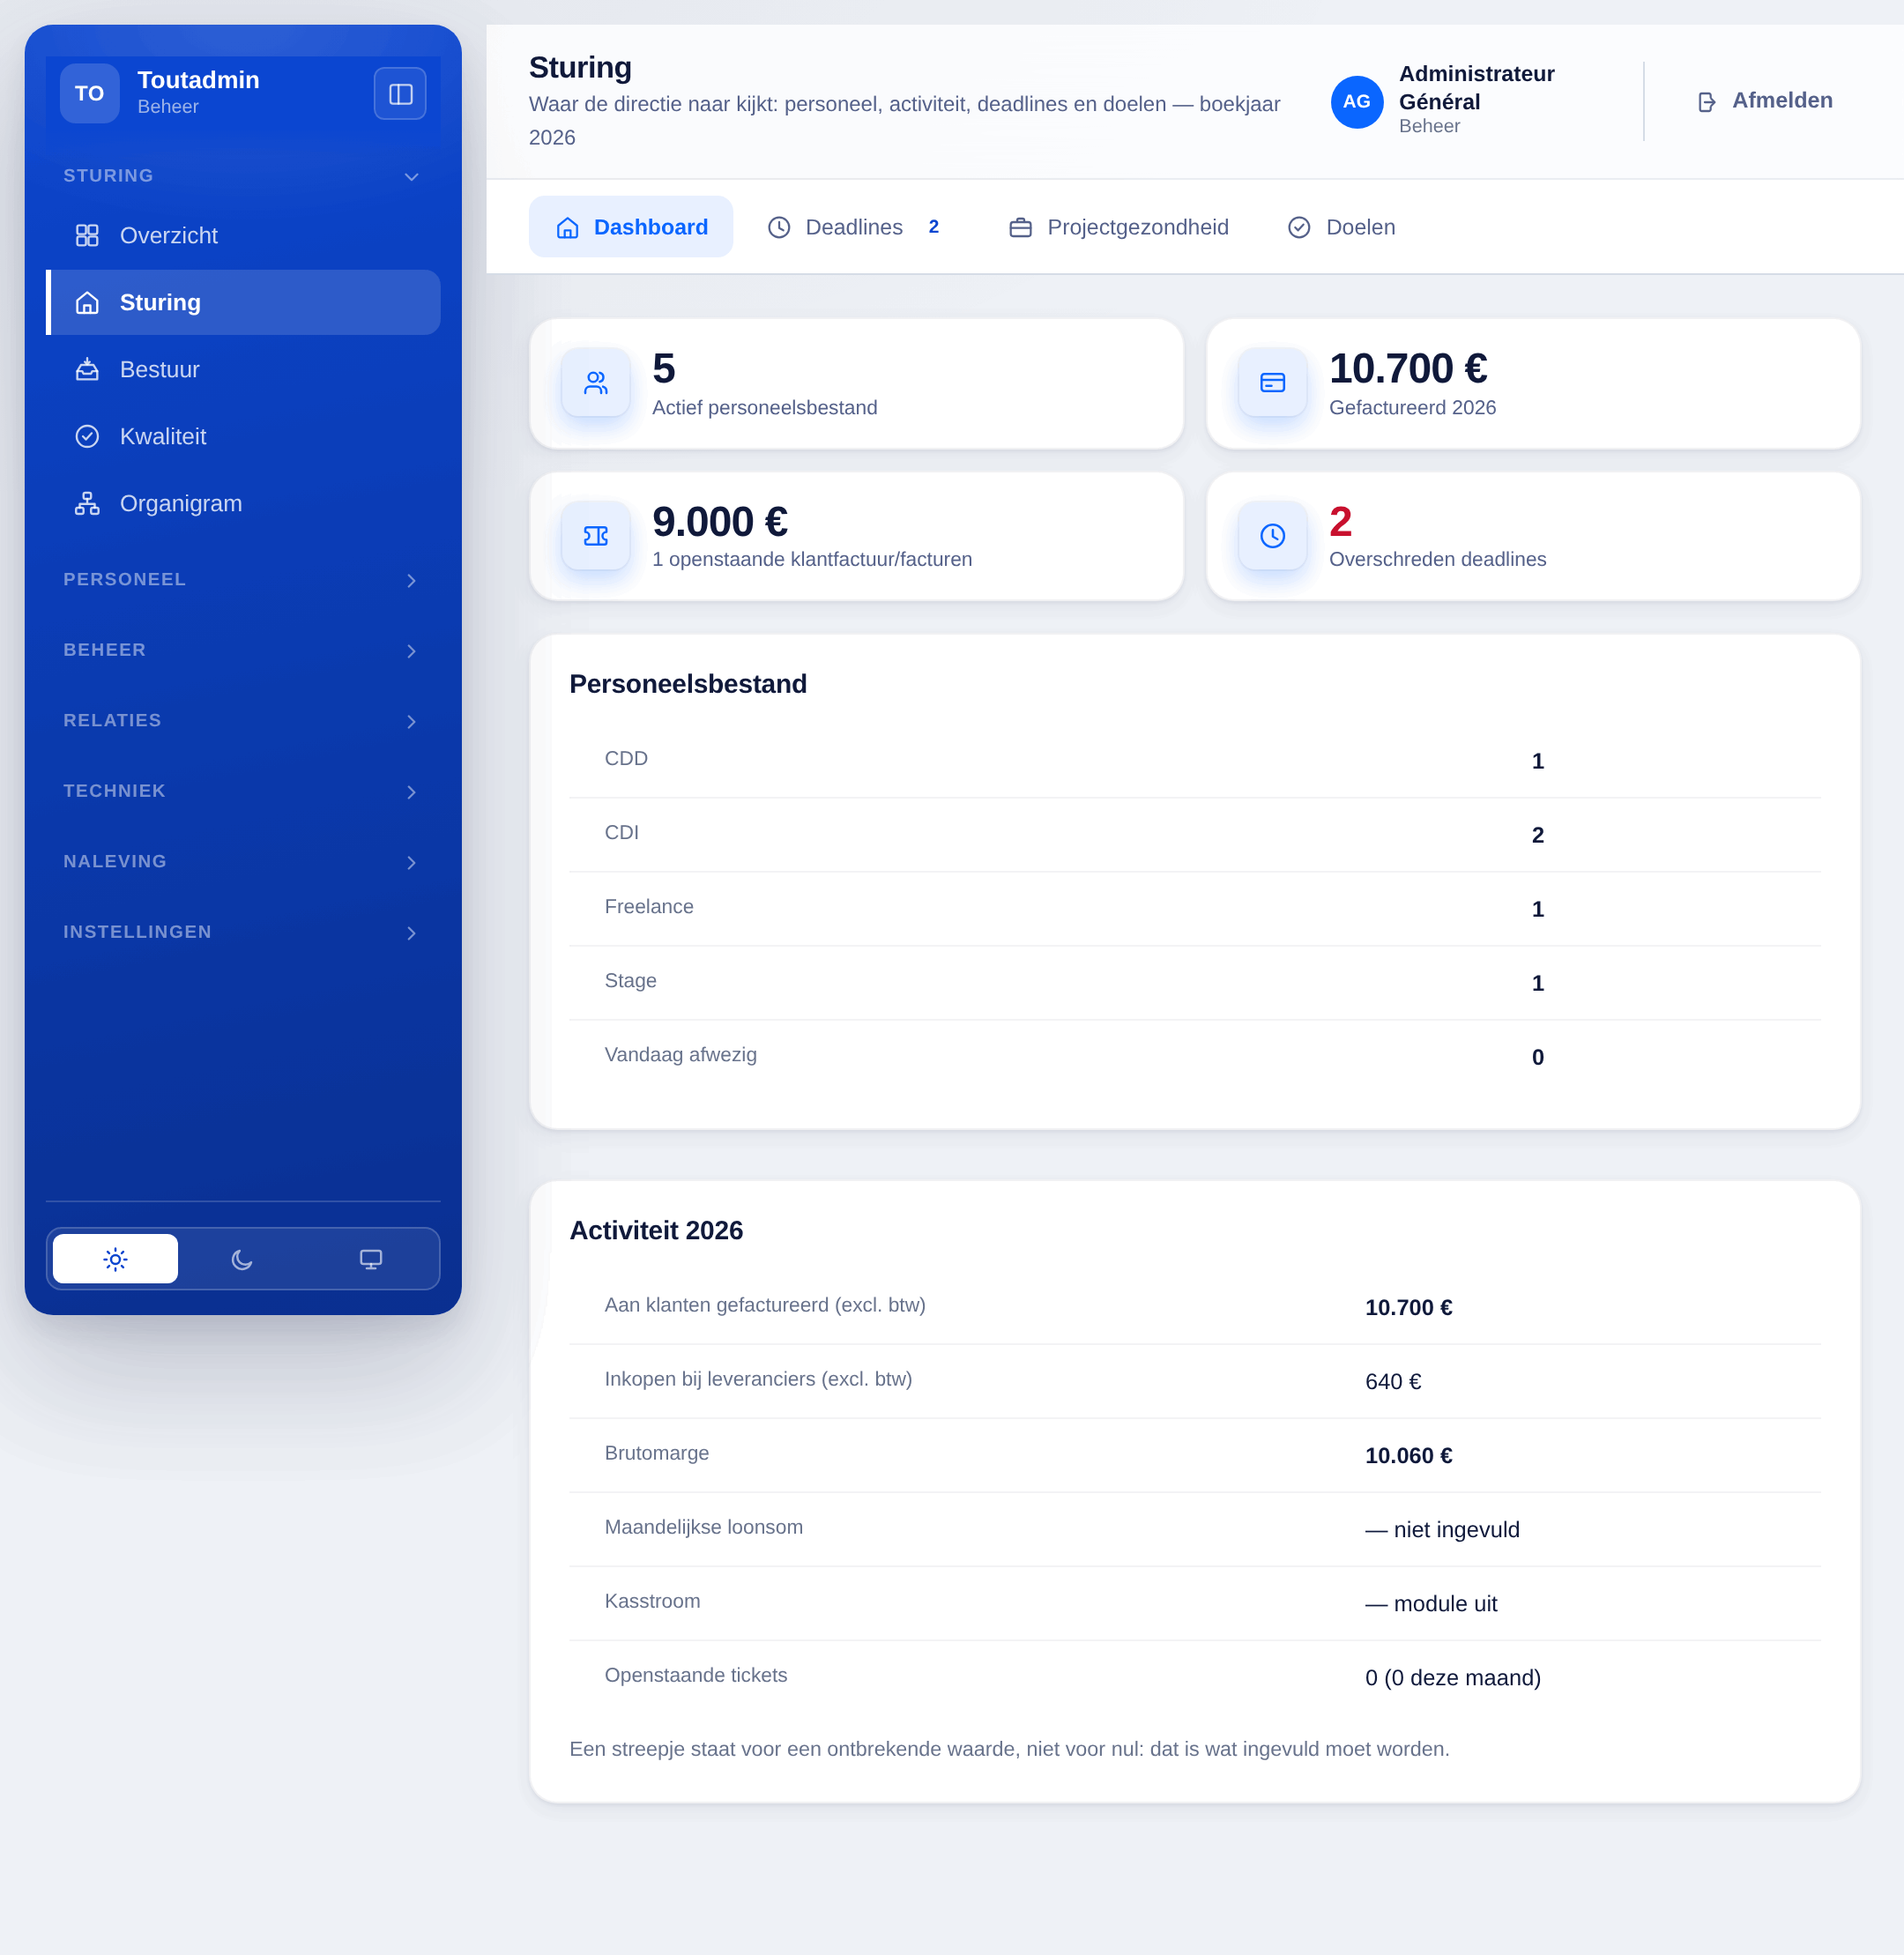 TO
Toutadmin
Beheer
STURING
Overzicht
Sturing
Bestuur
Kwaliteit
Organigram
PERSONEEL
BEHEER
RELATIES
TECHNIEK
NALEVING
INSTELLINGEN
Sturing
Waar de directie naar kijkt: personeel, activiteit, deadlines en doelen — boekjaar
2026
AG
Administrateur
Général
Beheer
Afmelden
Dashboard
Deadlines 2
Projectgezondheid
Doelen
5
Actief personeelsbestand
10.700 €
Gefactureerd 2026
9.000 €
1 openstaande klantfactuur/facturen
2
Overschreden deadlines
Personeelsbestand
CDD 1
CDI 2
Freelance 1
Stage 1
Vandaag afwezig 0
Activiteit 2026
Aan klanten gefactureerd (excl. btw) 10.700 €
Inkopen bij leveranciers (excl. btw) 640 €
Brutomarge 10.060 €
Maandelijkse loonsom — niet ingevuld
Kasstroom — module uit
Openstaande tickets 0 (0 deze maand)
Een streepje staat voor een ontbrekende waarde, niet voor nul: dat is wat ingevuld moet worden.